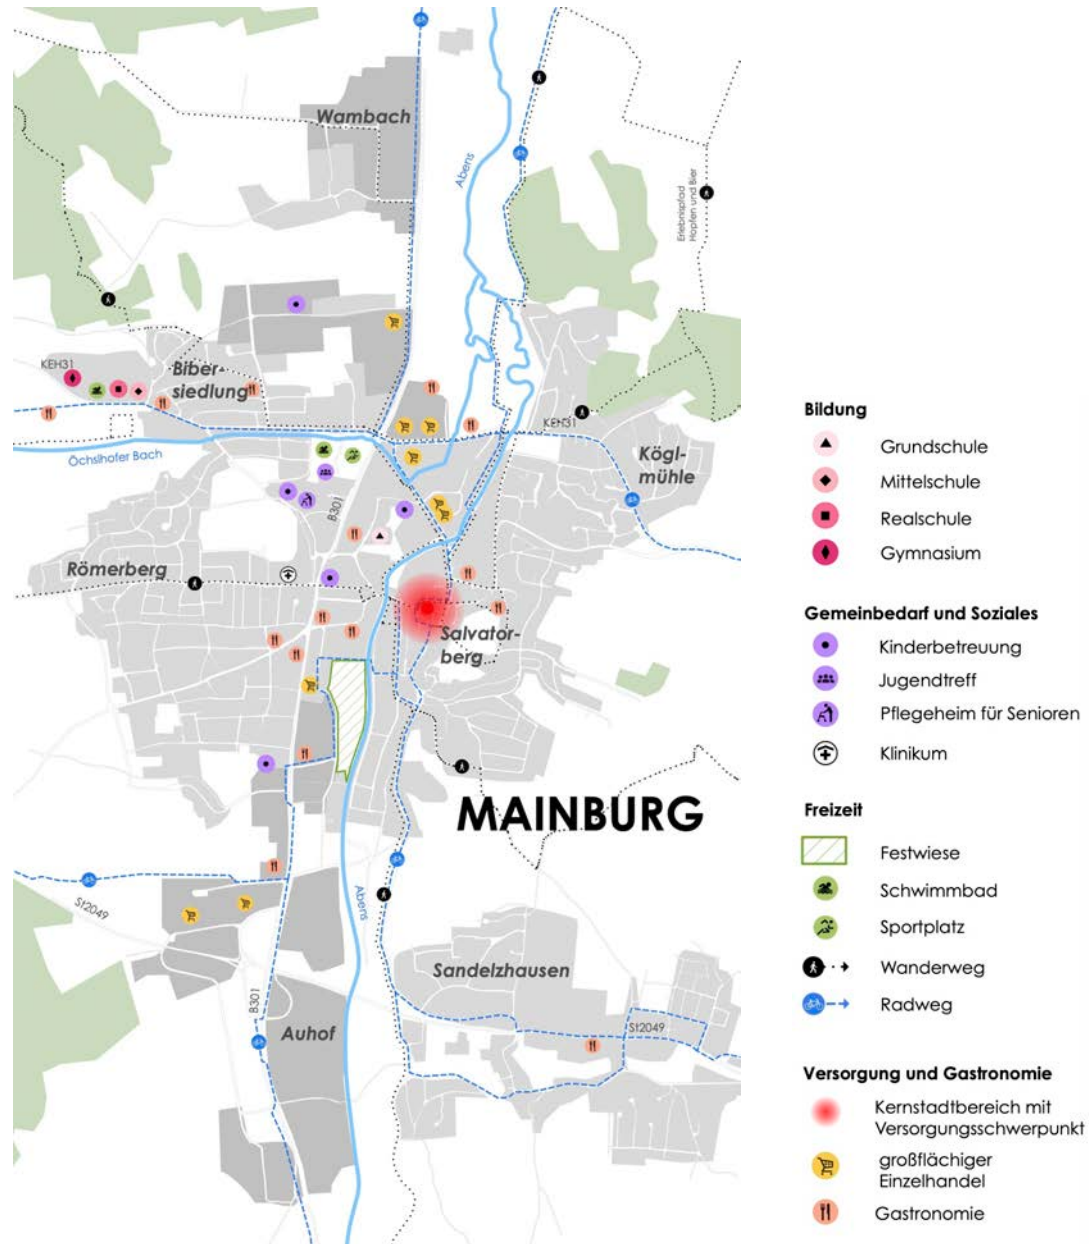 Wambach
Abens
Erlebnispfad
Hopfen und Bier
KEH31
Biber-
siedlung
KEH31
Öchslhofer Bach
Kögl-
mühle
B301
Römerberg
Salvator-
berg
MAINBURG
St2049
Abens
Sandelzhausen
B301
Auhof
St2049
Bildung
Grundschule
Mittelschule
Realschule
Gymnasium
Gemeinbedarf und Soziales
Kinderbetreuung
Jugendtreff
Pflegeheim für Senioren
Klinikum
Freizeit
Festwiese
Schwimmbad
Sportplatz
Wanderweg
Radweg
Versorgung und Gastronomie
Kernstadtbereich mit
Versorgungsschwerpunkt
großflächiger
Einzelhandel
Gastronomie